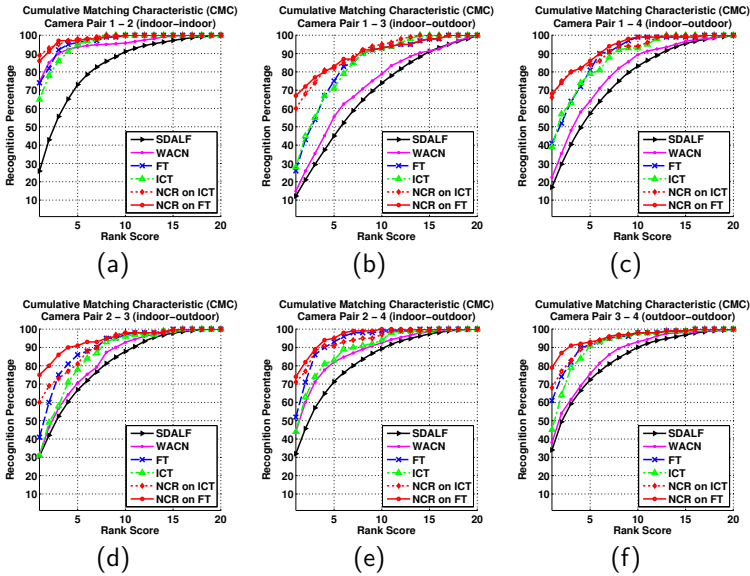 Cumulative Matching Characteristic (CMC)
Camera Pair 1 − 2 (indoor−indoor)
Recognition Percentage
100
90
80
70
60
50
40
30
20
10
SDALF
WACN
FT
ICT
NCR on ICT
NCR on FT
5 10 15 20
Rank Score
(a)
Cumulative Matching Characteristic (CMC)
Camera Pair 1 − 3 (indoor−outdoor)
Recognition Percentage
100
90
80
70
60
50
40
30
20
10
SDALF
WACN
FT
ICT
NCR on ICT
NCR on FT
5 10 15 20
Rank Score
(b)
Cumulative Matching Characteristic (CMC)
Camera Pair 1 − 4 (indoor−outdoor)
Recognition Percentage
100
90
80
70
60
50
40
30
20
10
SDALF
WACN
FT
ICT
NCR on ICT
NCR on FT
5 10 15 20
Rank Score
(c)
Cumulative Matching Characteristic (CMC)
Camera Pair 2 − 3 (indoor−outdoor)
Recognition Percentage
100
90
80
70
60
50
40
30
20
10
SDALF
WACN
FT
ICT
NCR on ICT
NCR on FT
5 10 15 20
Rank Score
(d)
Cumulative Matching Characteristic (CMC)
Camera Pair 2 − 4 (indoor−outdoor)
Recognition Percentage
100
90
80
70
60
50
40
30
20
10
SDALF
WACN
FT
ICT
NCR on ICT
NCR on FT
5 10 15 20
Rank Score
(e)
Cumulative Matching Characteristic (CMC)
Camera Pair 3 − 4 (outdoor−outdoor)
Recognition Percentage
100
90
80
70
60
50
40
30
20
10
SDALF
WACN
FT
ICT
NCR on ICT
NCR on FT
5 10 15 20
Rank Score
(f)